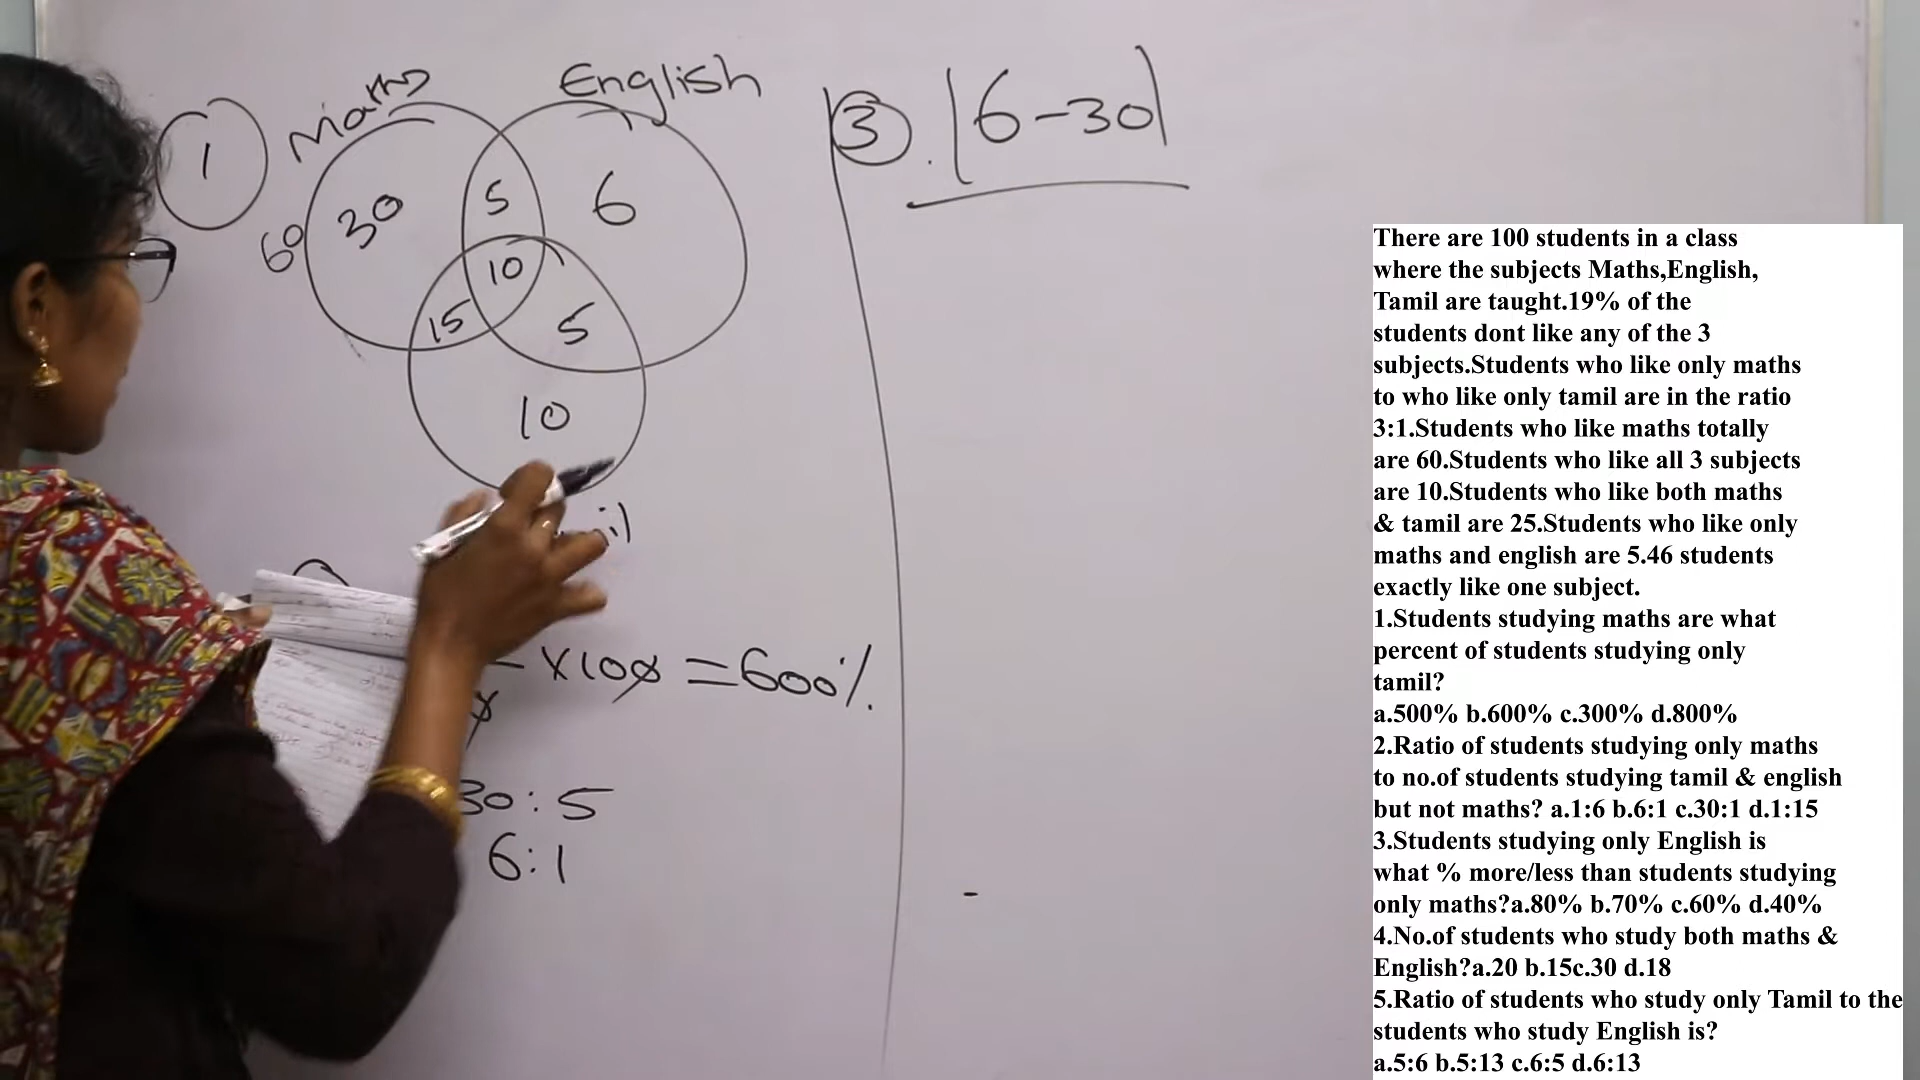 1
Maths
English
60
30
5
6
10
15
5
10
il
x100 = 600%.
30:5
6:1
3. |6-30|
-
There are 100 students in a class
where the subjects Maths,English,
Tamil are taught.19% of the
students dont like any of the 3
subjects.Students who like only maths
to who like only tamil are in the ratio
3:1.Students who like maths totally
are 60.Students who like all 3 subjects
are 10.Students who like both maths
& tamil are 25.Students who like only
maths and english are 5.46 students
exactly like one subject.
1.Students studying maths are what
percent of students studying only
tamil?
a.500% b.600% c.300% d.800%
2.Ratio of students studying only maths
to no.of students studying tamil & english
but not maths? a.1:6 b.6:1 c.30:1 d.1:15
3.Students studying only English is
what % more/less than students studying
only maths?a.80% b.70% c.60% d.40%
4.No.of students who study both maths &
English?a.20 b.15c.30 d.18
5.Ratio of students who study only Tamil to the
students who study English is?
a.5:6 b.5:13 c.6:5 d.6:13